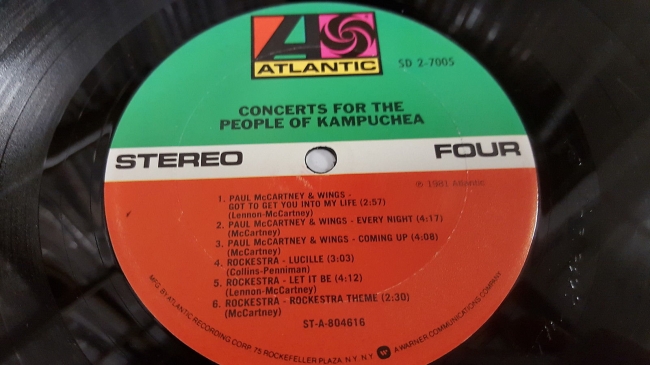 ATLANTIC
SD 2-7005
CONCERTS FOR THE
PEOPLE OF KAMPUCHEA
STEREO
FOUR
℗ 1981 Atlantic
1. PAUL McCARTNEY & WINGS -
GOT TO GET YOU INTO MY LIFE (2:57)
(Lennon-McCartney)
2. PAUL McCARTNEY & WINGS - EVERY NIGHT (4:17)
(McCartney)
3. PAUL McCARTNEY & WINGS - COMING UP (4:08)
(McCartney)
4. ROCKESTRA - LUCILLE (3:03)
(Collins-Penniman)
5. ROCKESTRA - LET IT BE (4:12)
(Lennon-McCartney)
6. ROCKESTRA - ROCKESTRA THEME (2:30)
(McCartney)
ST-A-804616
MFG. BY ATLANTIC RECORDING CORP. 75 ROCKEFELLER PLAZA, N.Y. N.Y. A WARNER COMMUNICATIONS COMPANY